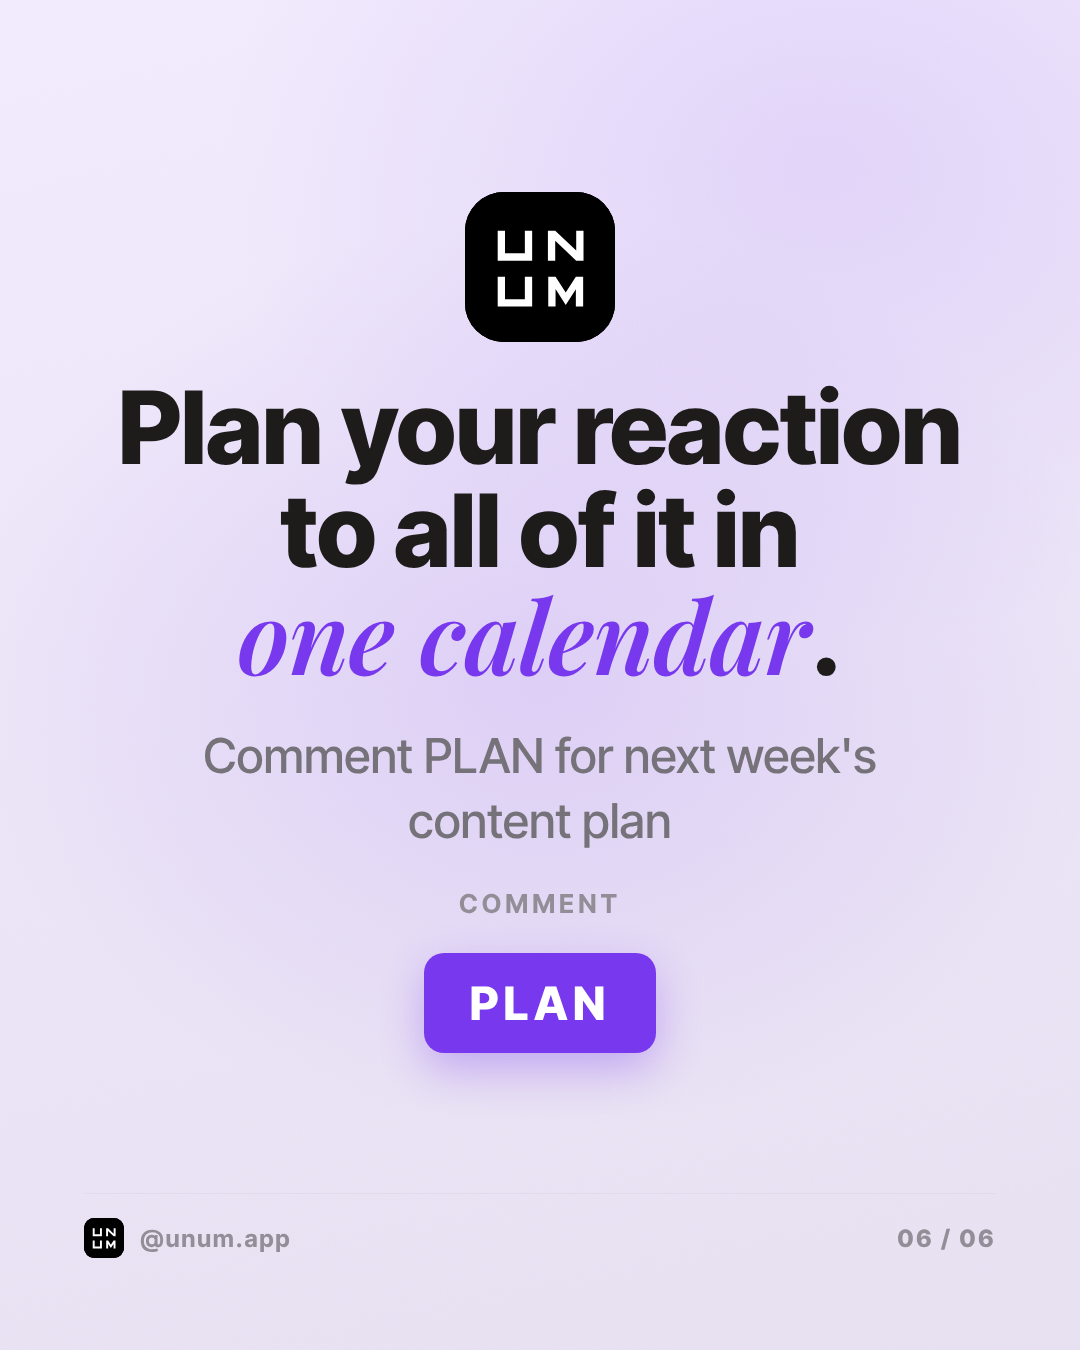 UN
UM
Plan your reaction
to all of it in
one calendar.
Comment PLAN for next week's
content plan
COMMENT
PLAN
UN
UM
@unum.app
06 / 06